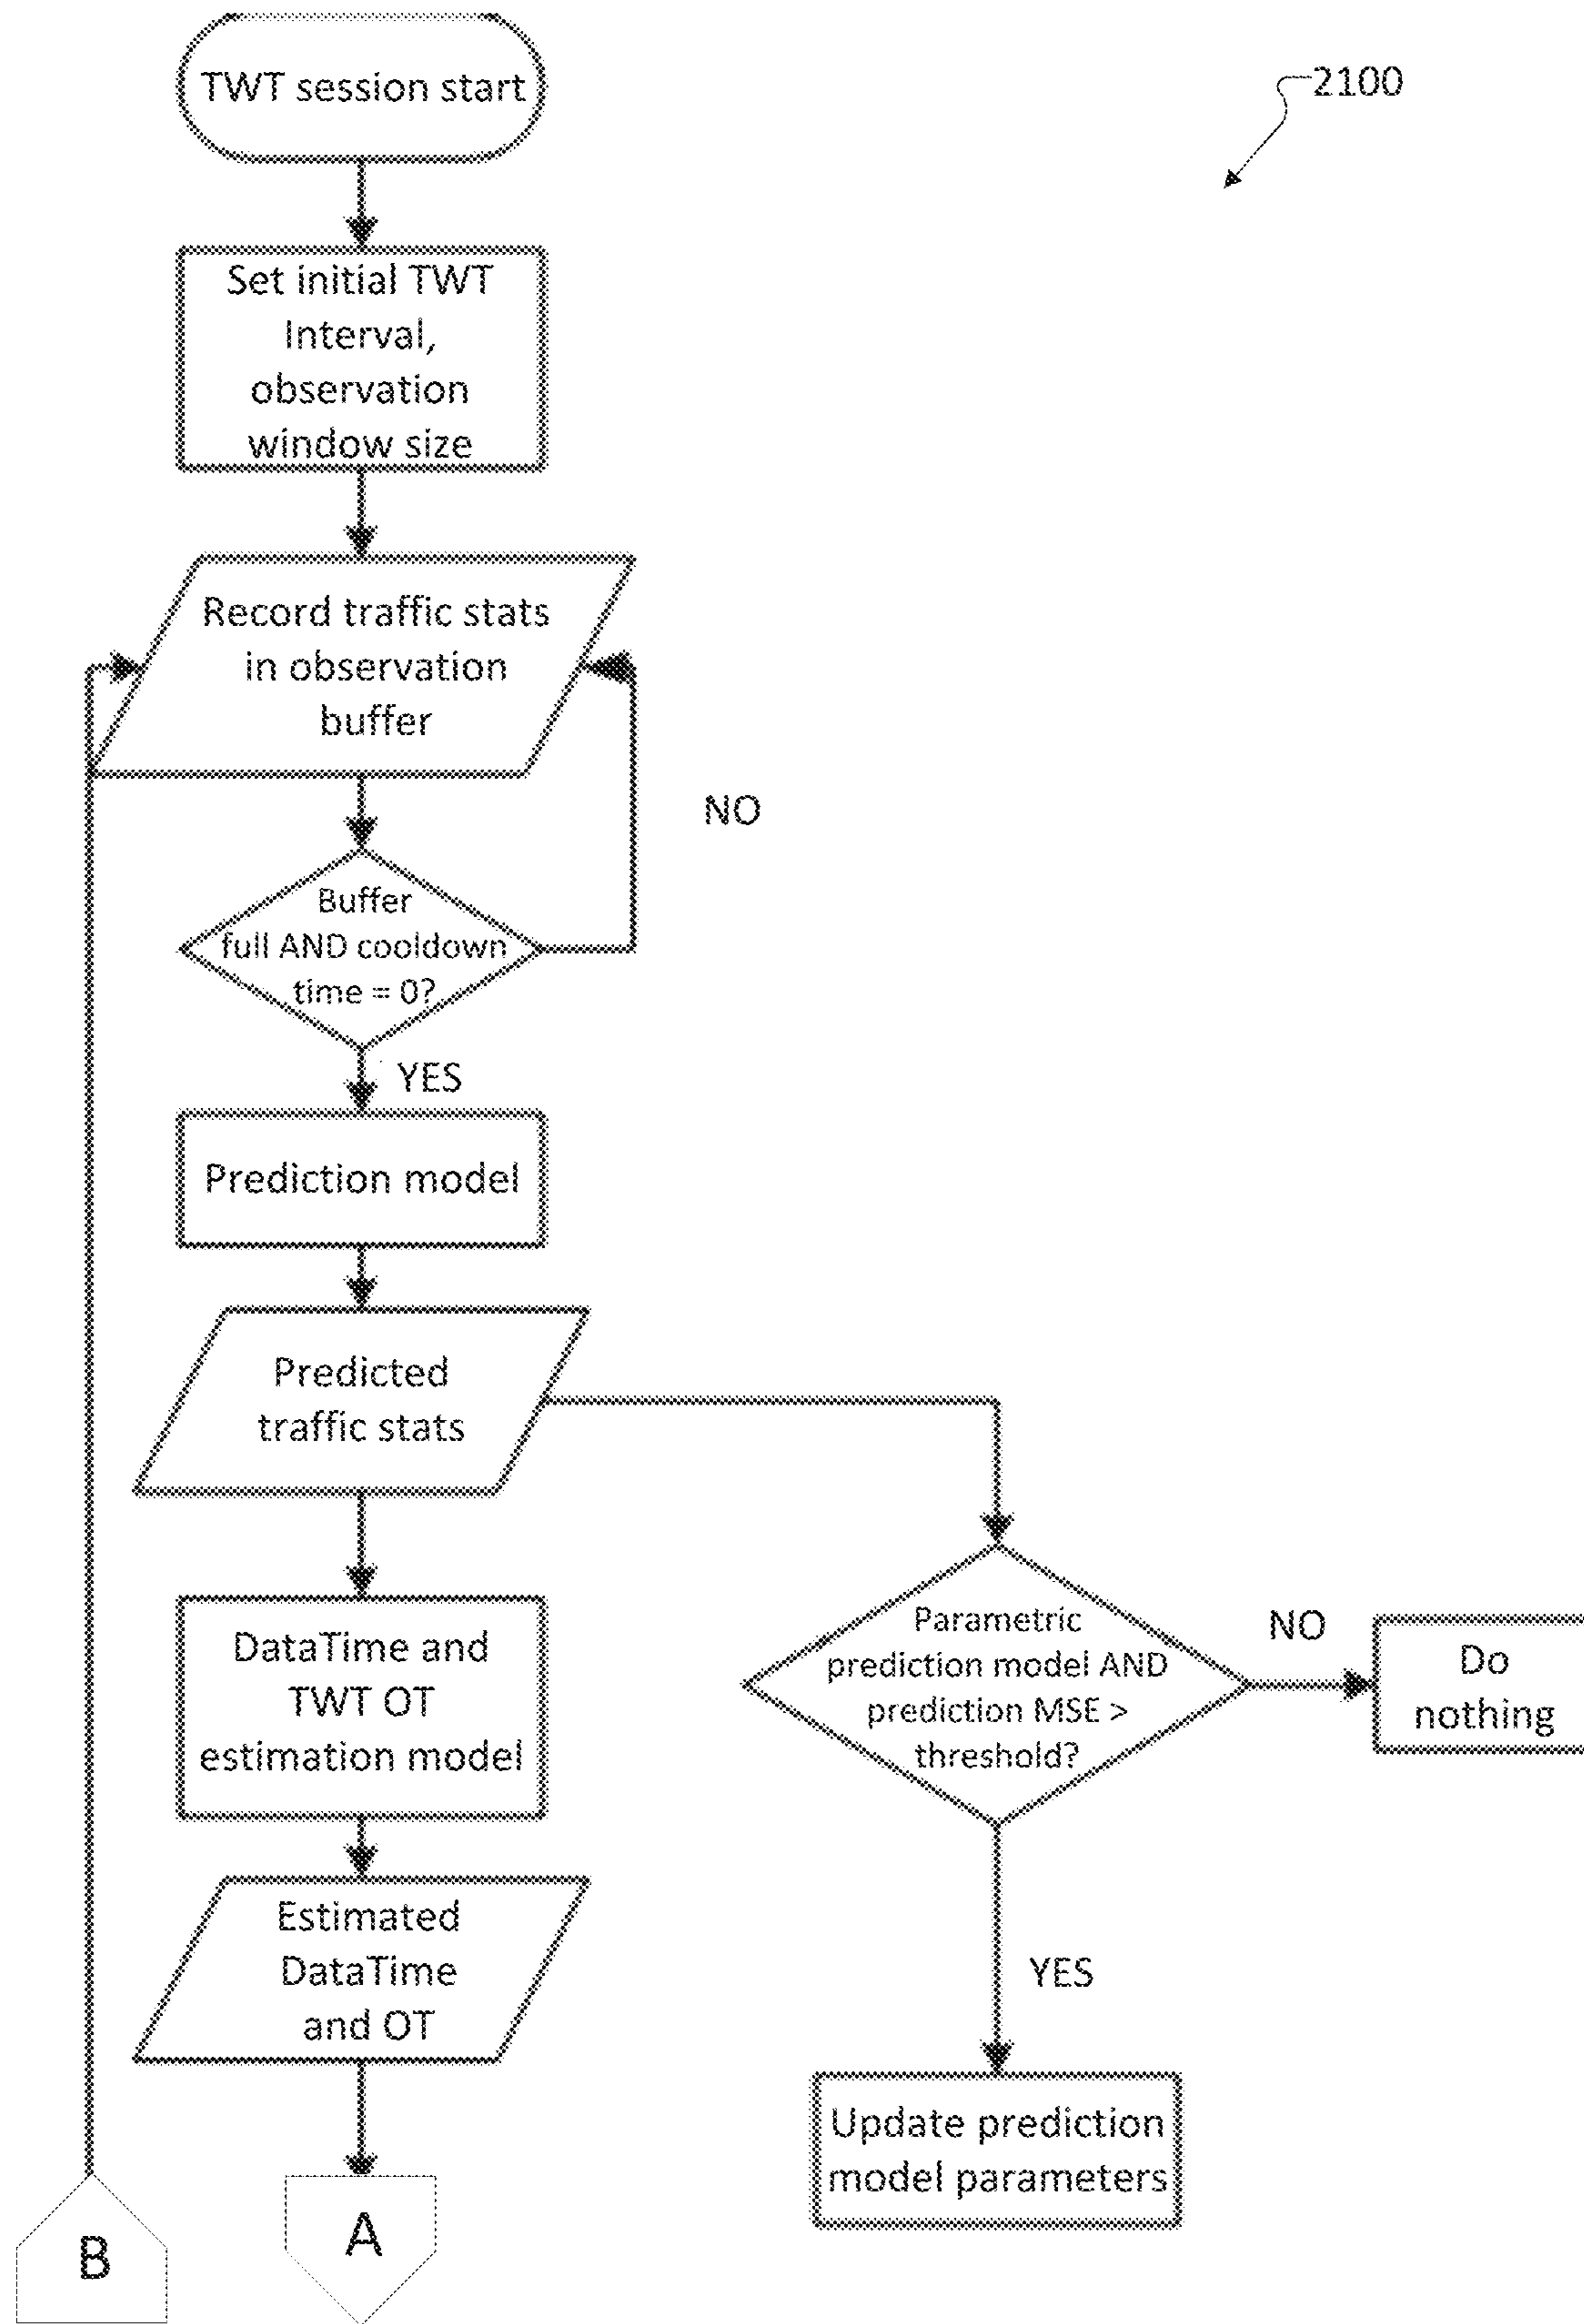 TWT session start
2100
Set initial TWT
Interval,
observation
window size
Record traffic stats
in observation
buffer
NO
Buffer
full AND cooldown
time = 0?
YES
Prediction model
Predicted
traffic stats
DataTime and
TWT OT
estimation model
Parametric
prediction model AND
prediction MSE >
threshold?
NO
Do
nothing
Estimated
DataTime
and OT
YES
Update prediction
model parameters
B
A